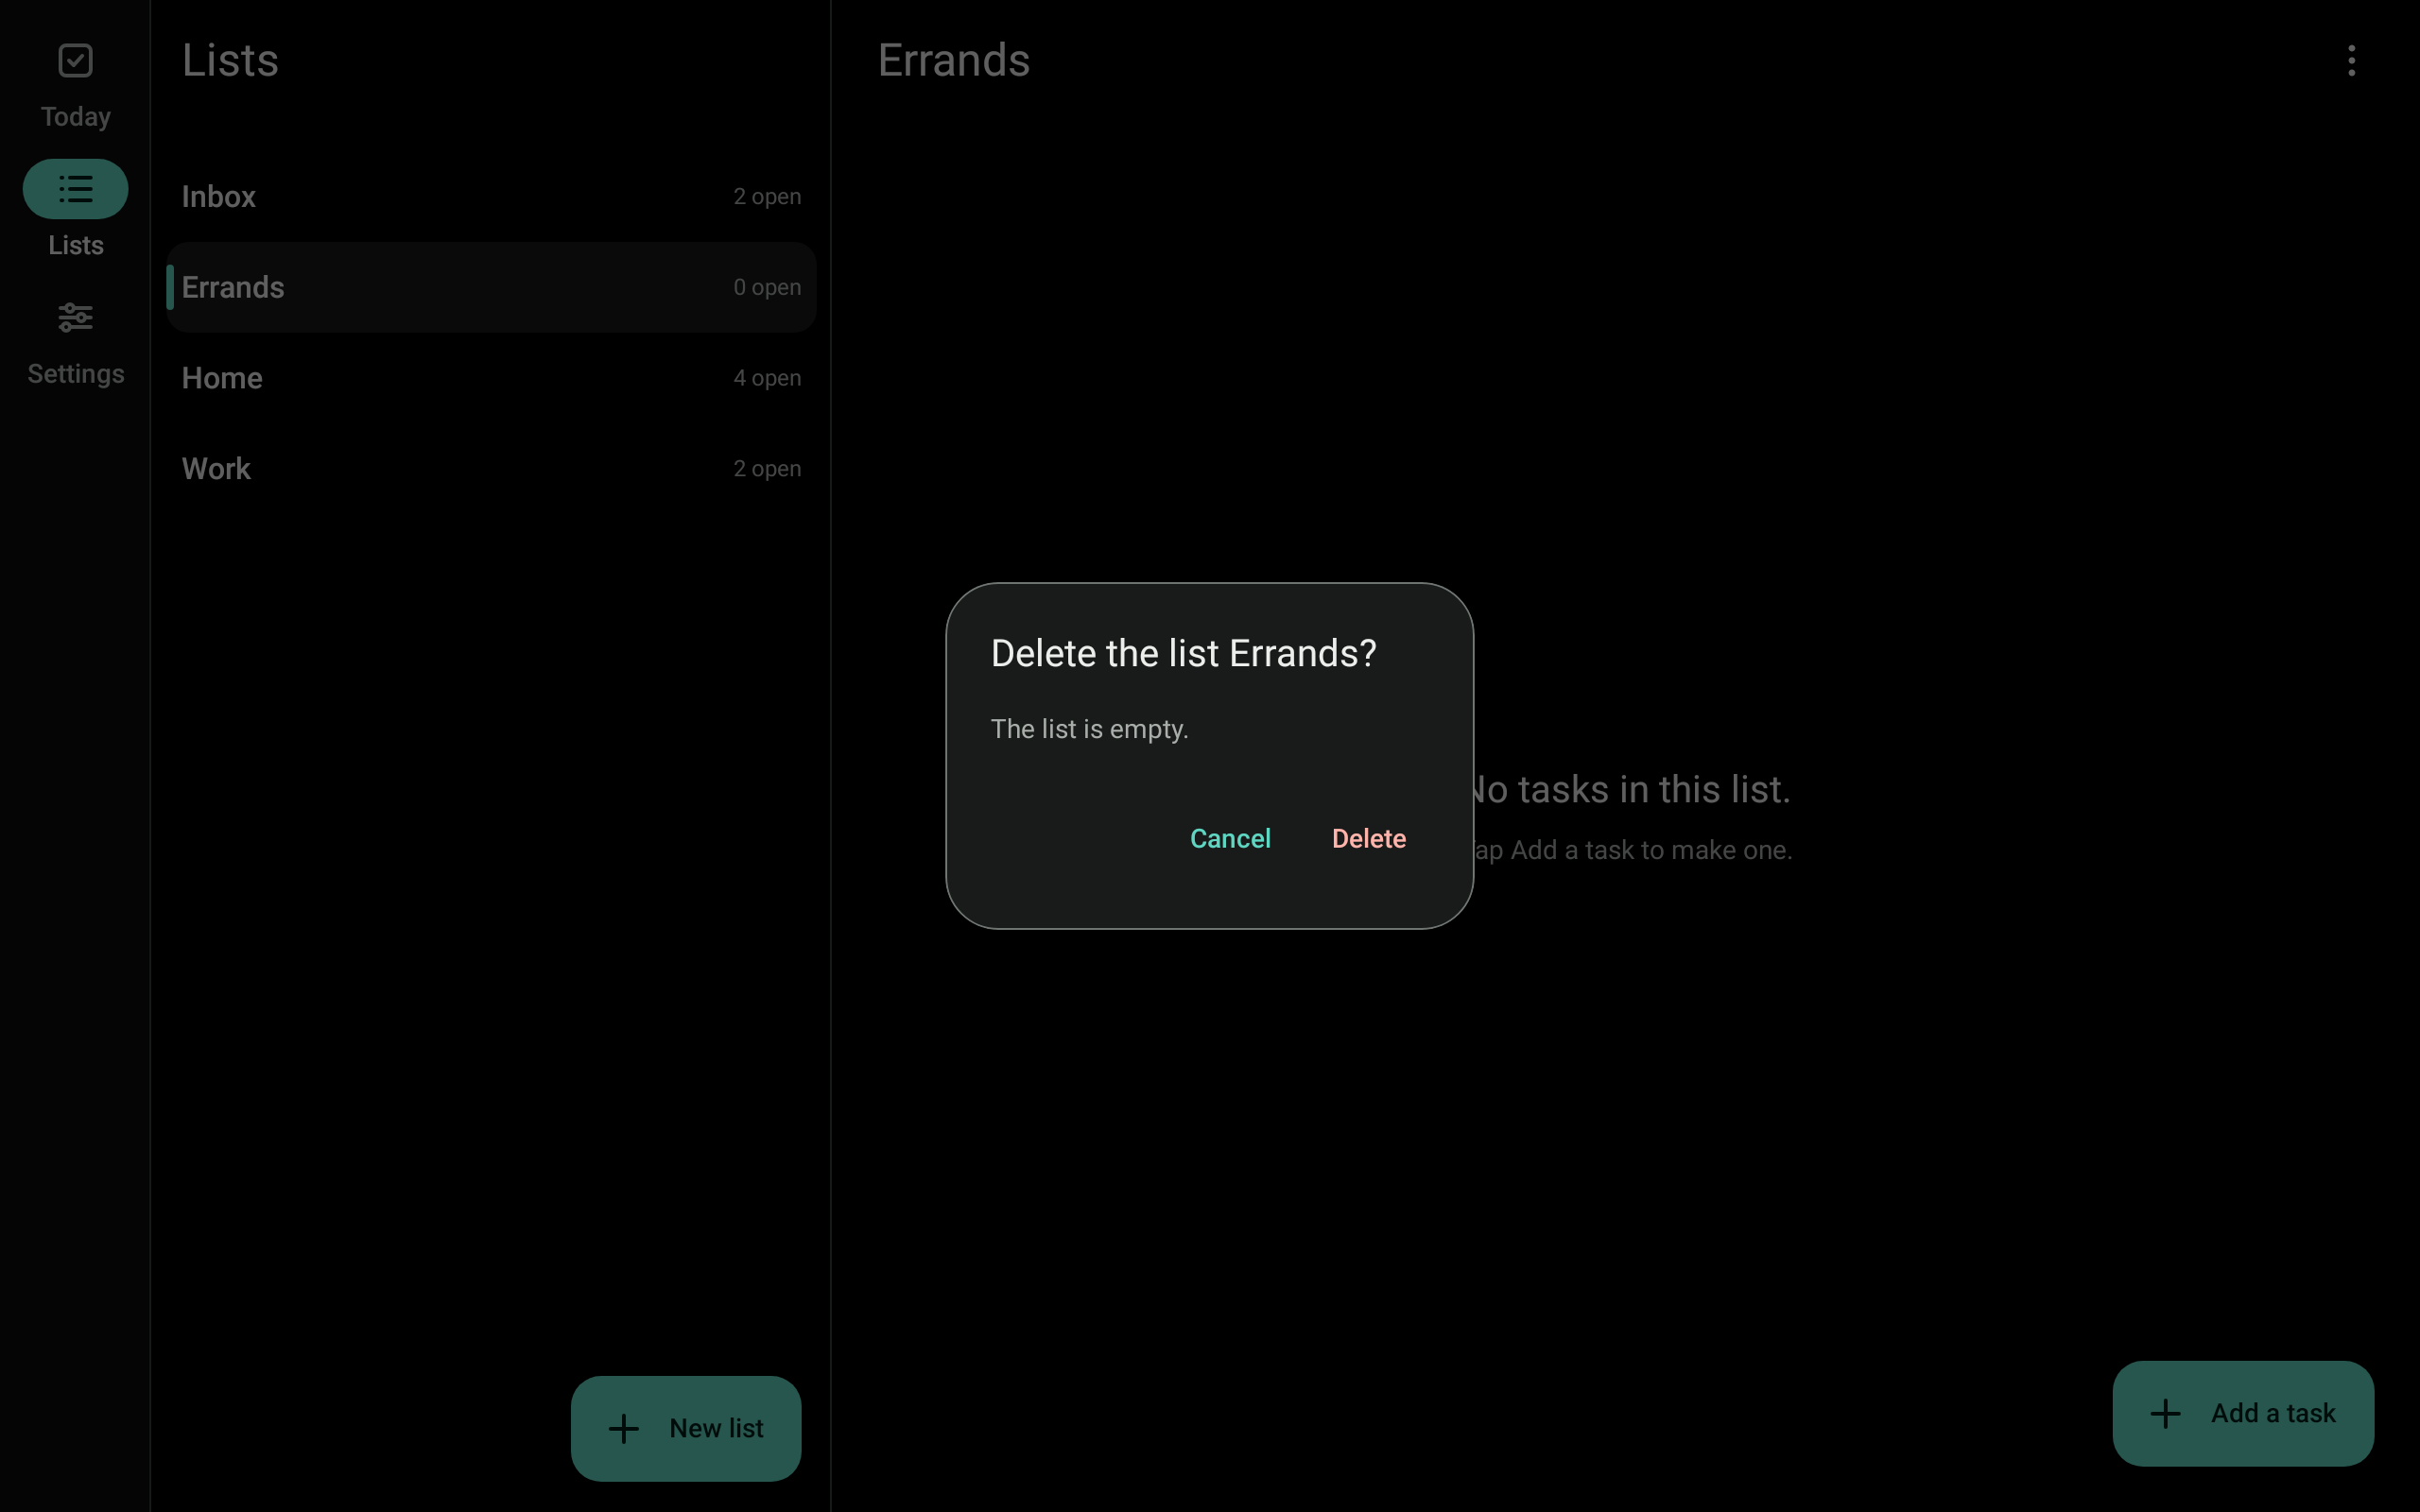 Today
Lists
Settings
Lists
Inbox
2 open
Errands
0 open
Home
4 open
Work
2 open
New list
Errands
Delete the list Errands?
The list is empty.
Cancel
Delete
tasks in this list.
Add a task to make one.
Add a task